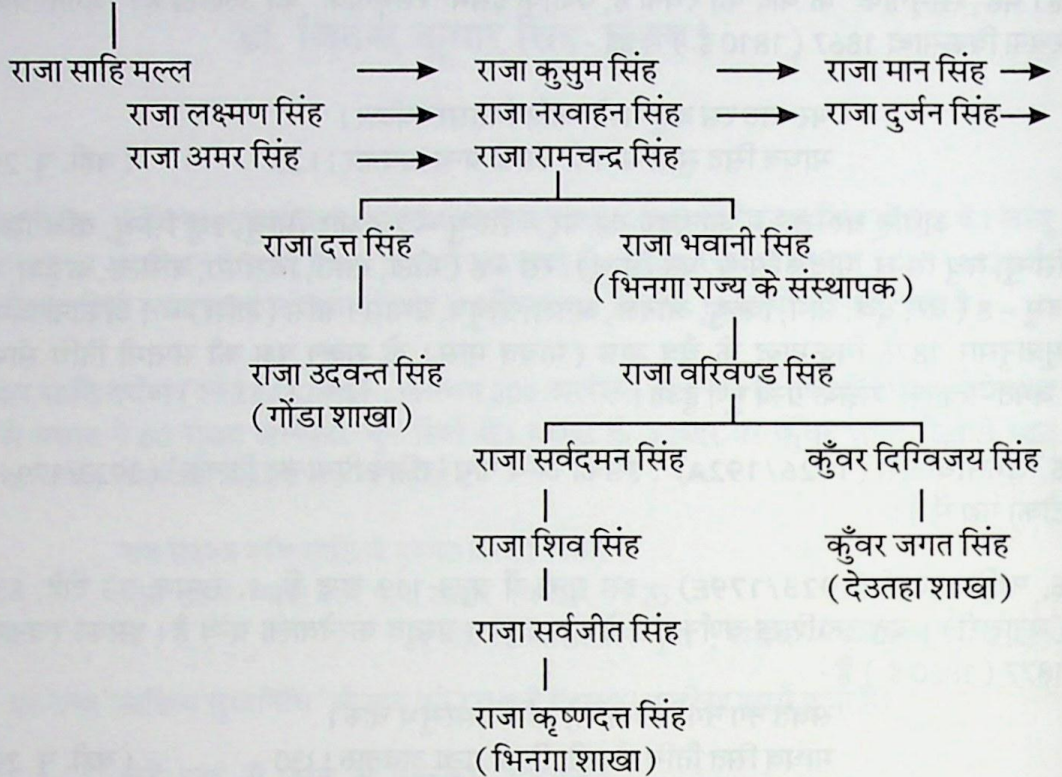 राजा साहि मल्ल → राजा कुसुम सिंह → राजा मान सिंह →
राजा लक्ष्मण सिंह → राजा नरवाहन सिंह → राजा दुर्जन सिंह →
राजा अमर सिंह → राजा रामचन्द्र सिंह
राजा दत्त सिंह राजा भवानी सिंह
(भिनगा राज्य के संस्थापक)
राजा उदवन्त सिंह राजा वरिवण्ड सिंह
(गोंडा शाखा)
राजा सर्वदमन सिंह कुँवर दिग्विजय सिंह
राजा शिव सिंह कुँवर जगत सिंह
(देउतहा शाखा)
राजा सर्वजीत सिंह
राजा कृष्णदत्त सिंह
(भिनगा शाखा)